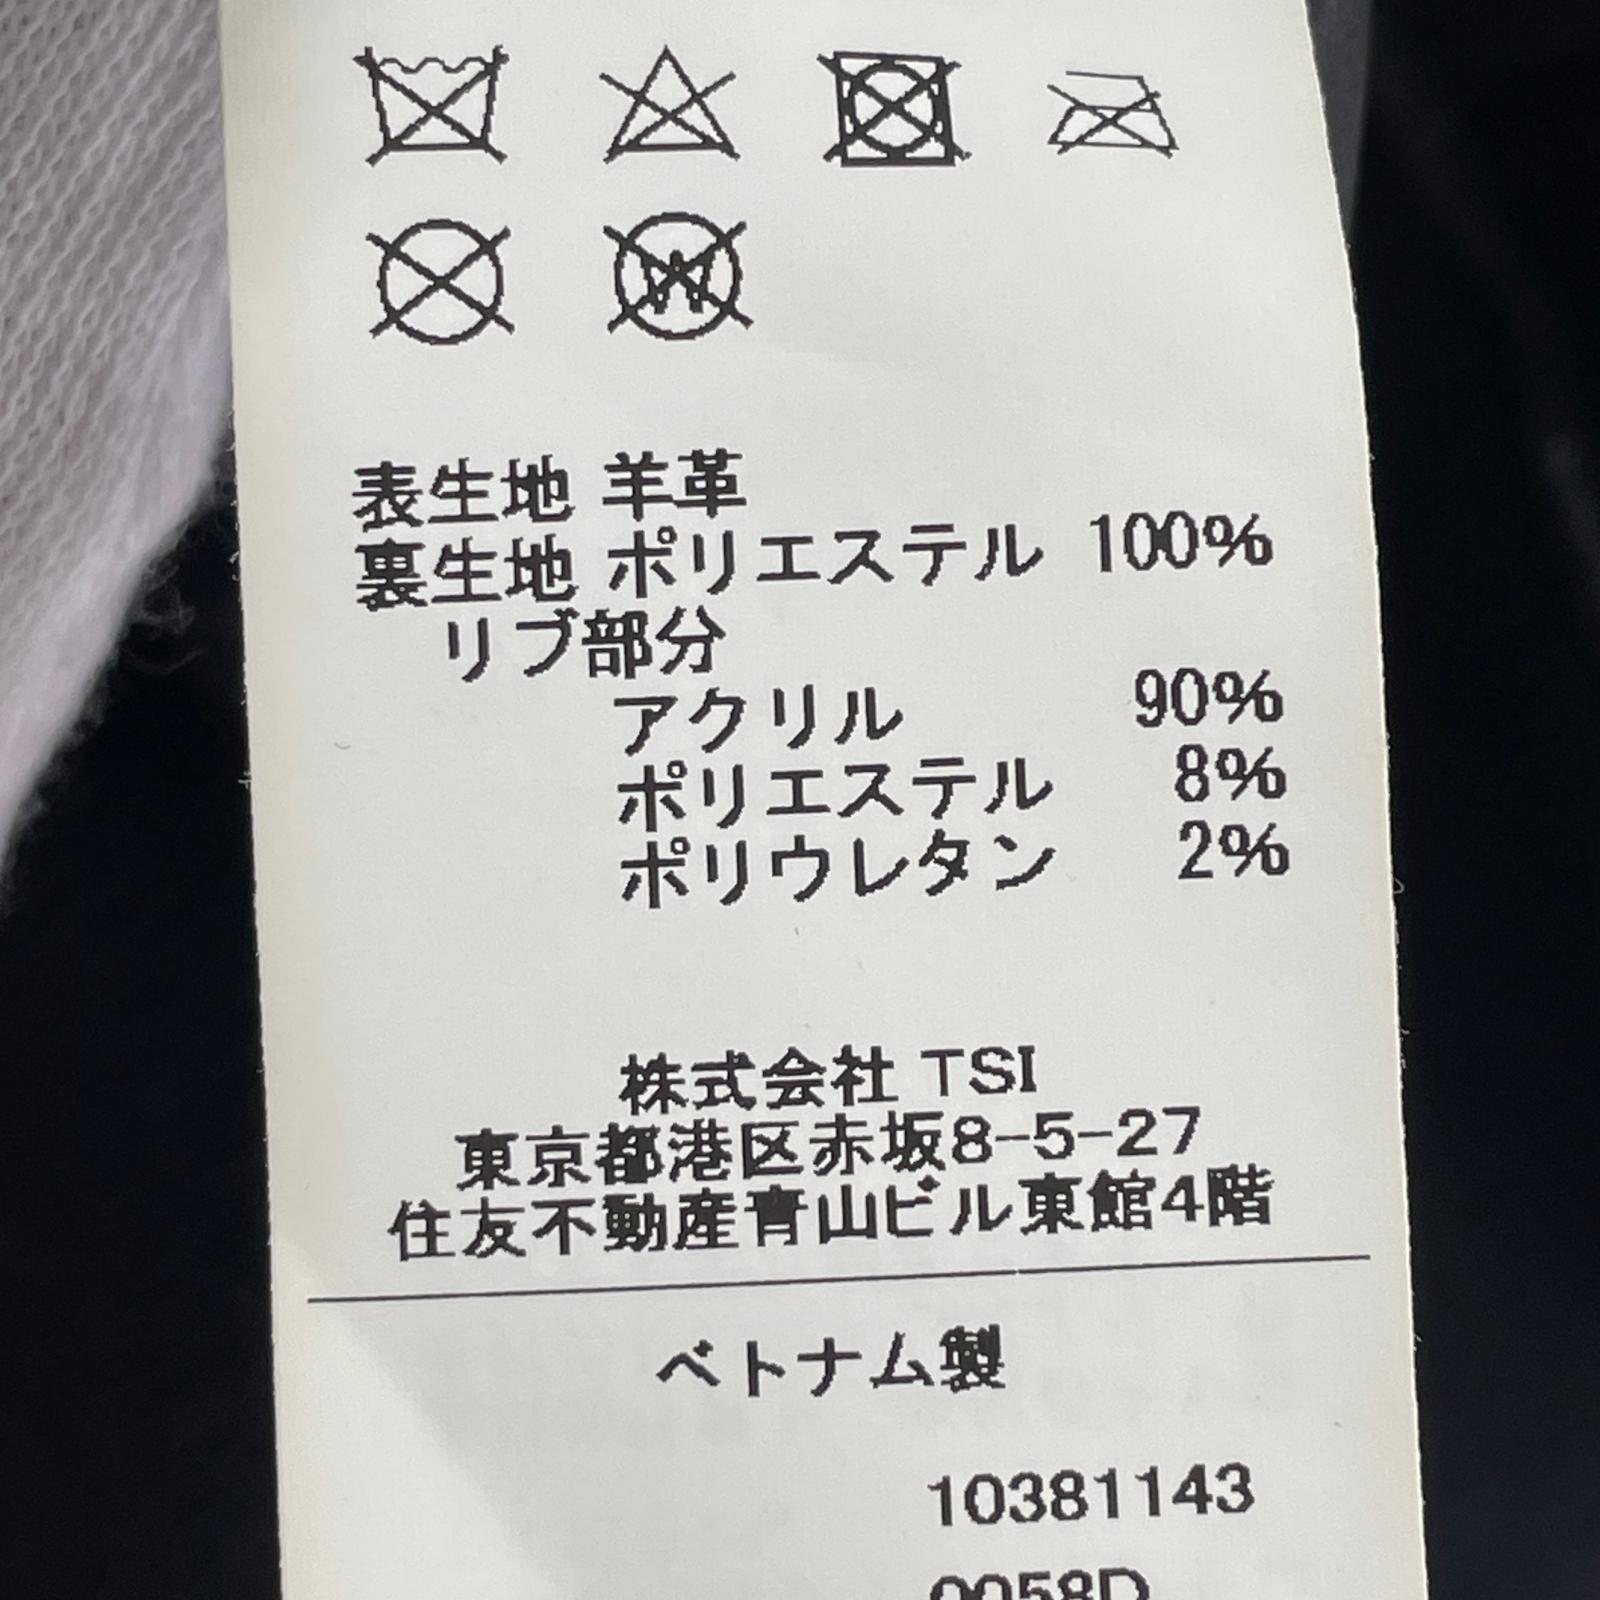 表生地 羊革
裏生地 ポリエステル 100%
リブ部分
アクリル 90%
ポリエステル 8%
ポリウレタン 2%
株式会社 TSI
東京都港区赤坂8-5-27
住友不動産青山ビル東館4階
ベトナム製
10381143
0058D